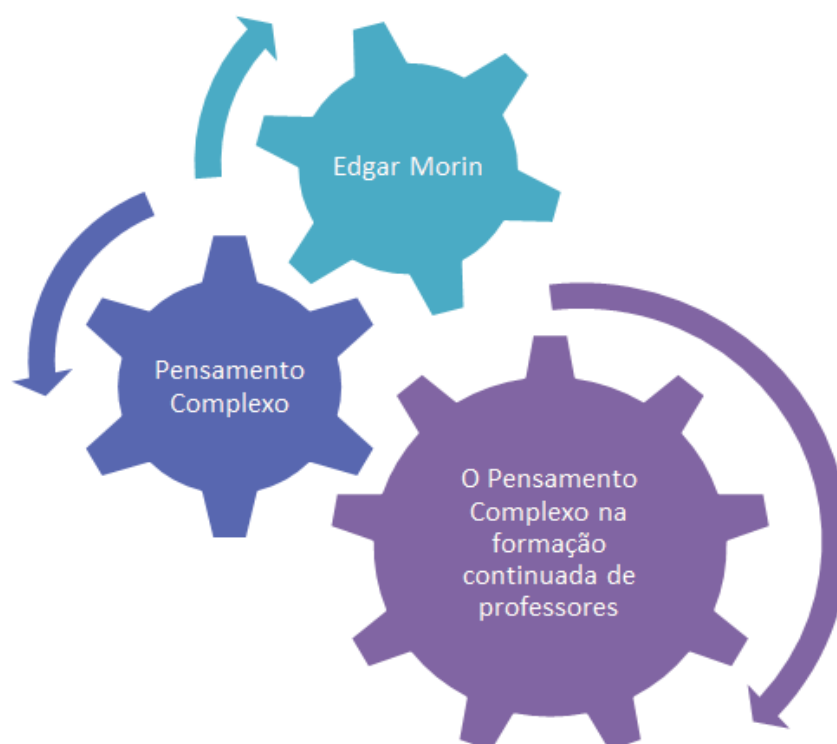 Edgar Morin
Pensamento
Complexo
O Pensamento
Complexo na
formação
continuada de
professores